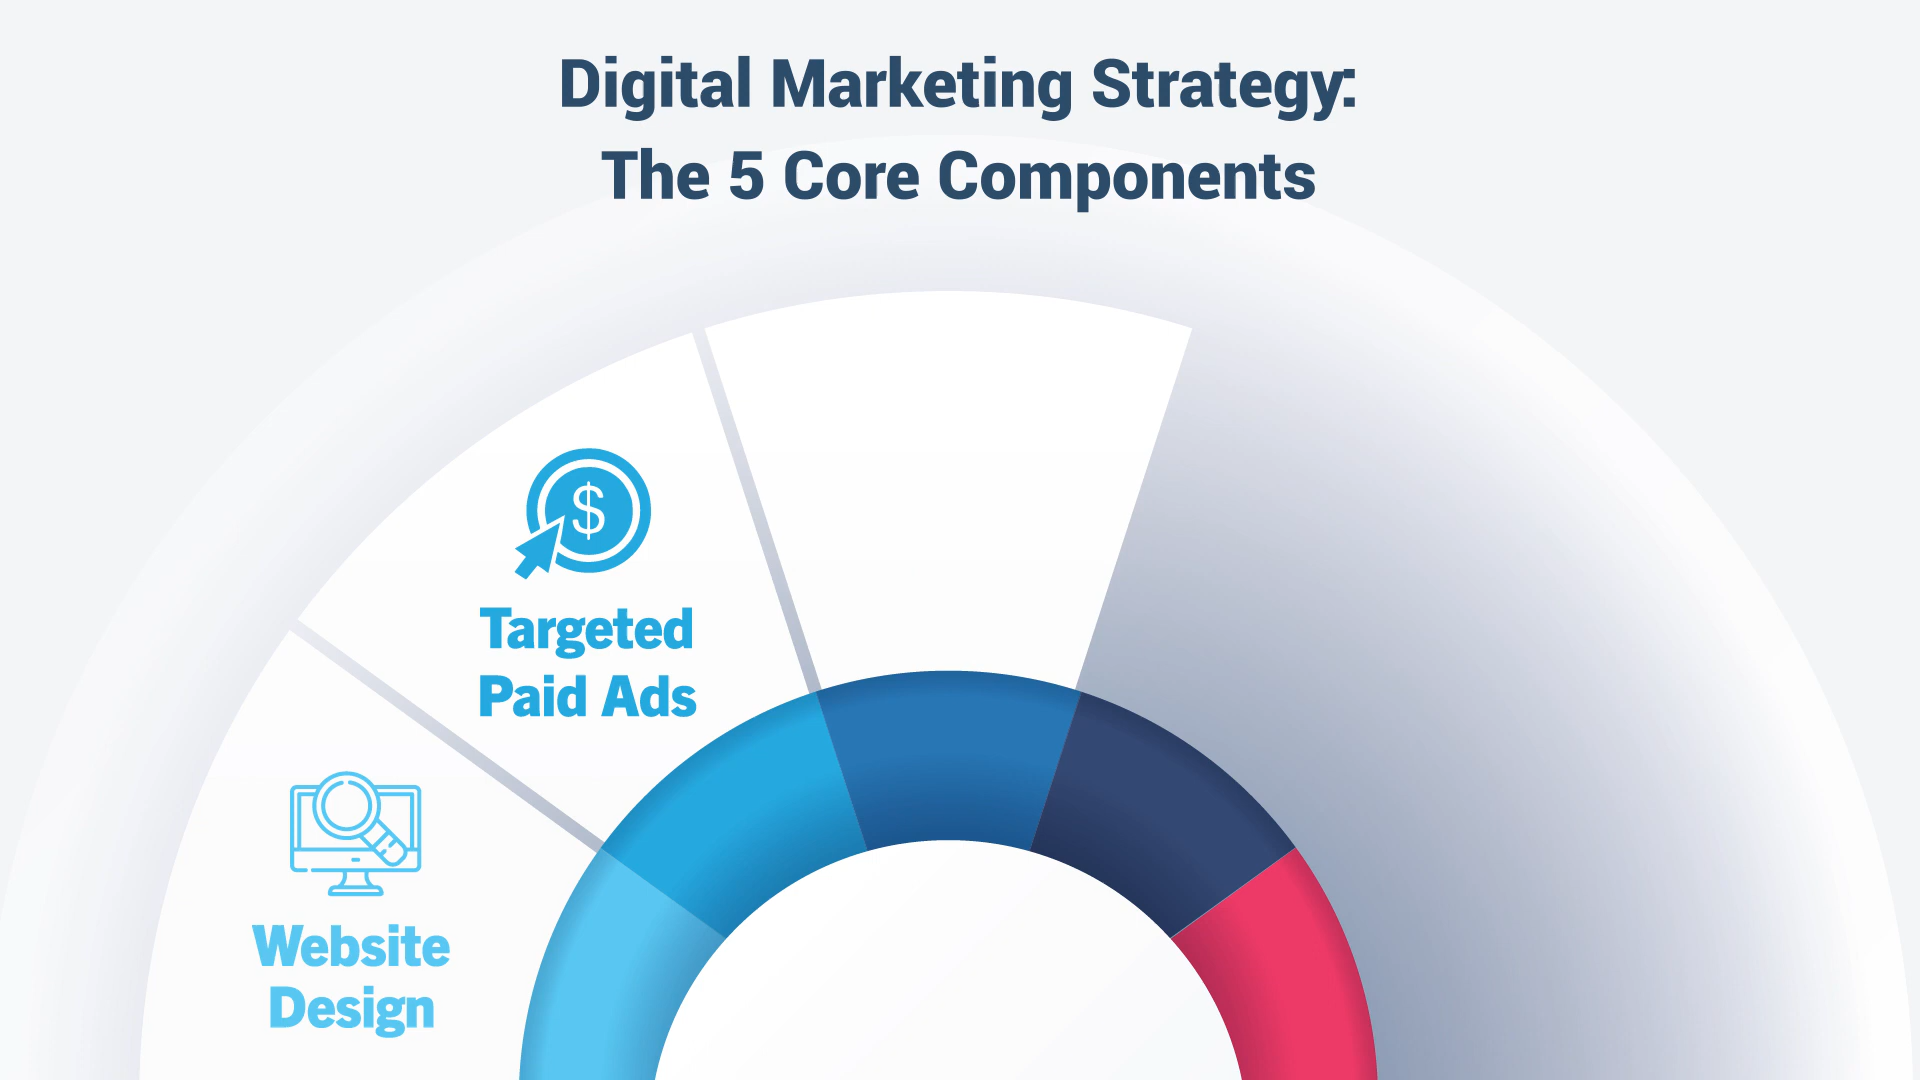 Digital Marketing Strategy:
The 5 Core Components
$
Targeted
Paid Ads
Website
Design